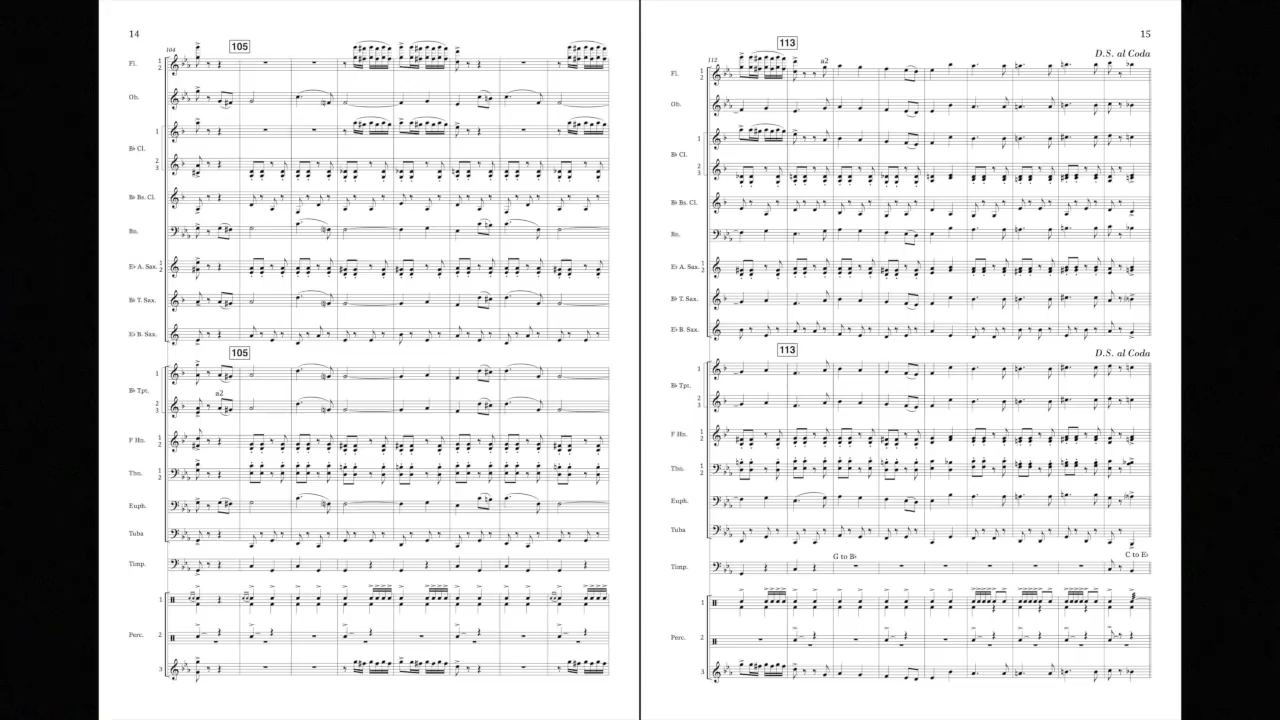 14
104
105
Fl. 1 2
Ob.
1
B♭ Cl.
2 3
B♭ Bs. Cl.
Bn.
E♭ A. Sax. 1 2
B♭ T. Sax.
E♭ B. Sax.
105
1
B♭ Tpt.
a2
2 3
F Hn. 1 2
Tbn. 1 2
Euph.
Tuba
Timp.
1
Perc. 2
3
15
113
D.S. al Coda
112
a2
Fl. 1 2
Ob.
1
B♭ Cl.
2 3
B♭ Bs. Cl.
Bn.
E♭ A. Sax. 1 2
B♭ T. Sax.
E♭ B. Sax.
113
D.S. al Coda
1
B♭ Tpt.
2 3
F Hn. 1 2
Tbn. 1 2
Euph.
Tuba
G to B♭
C to E♭
Timp.
1
Perc. 2
3